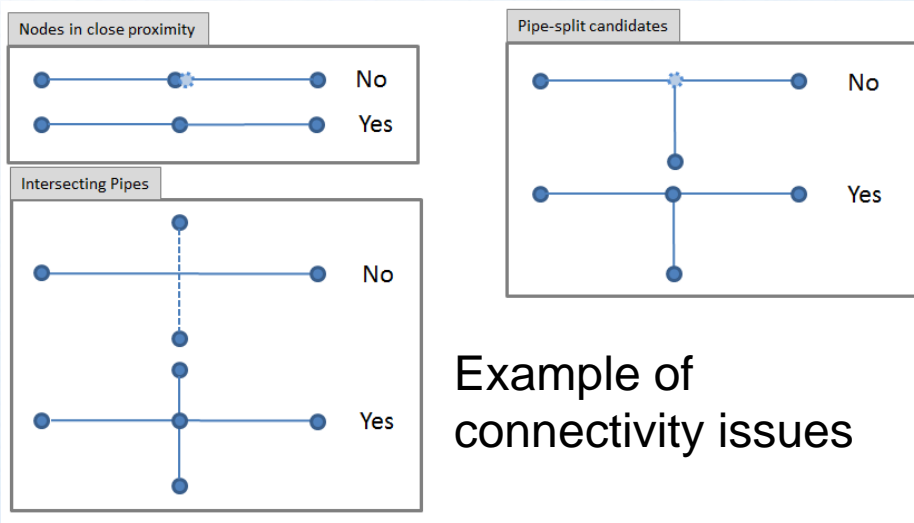 Nodes in close proximity
No
Yes
Intersecting Pipes
No
Yes
Pipe-split candidates
No
Yes
Example of
connectivity issues